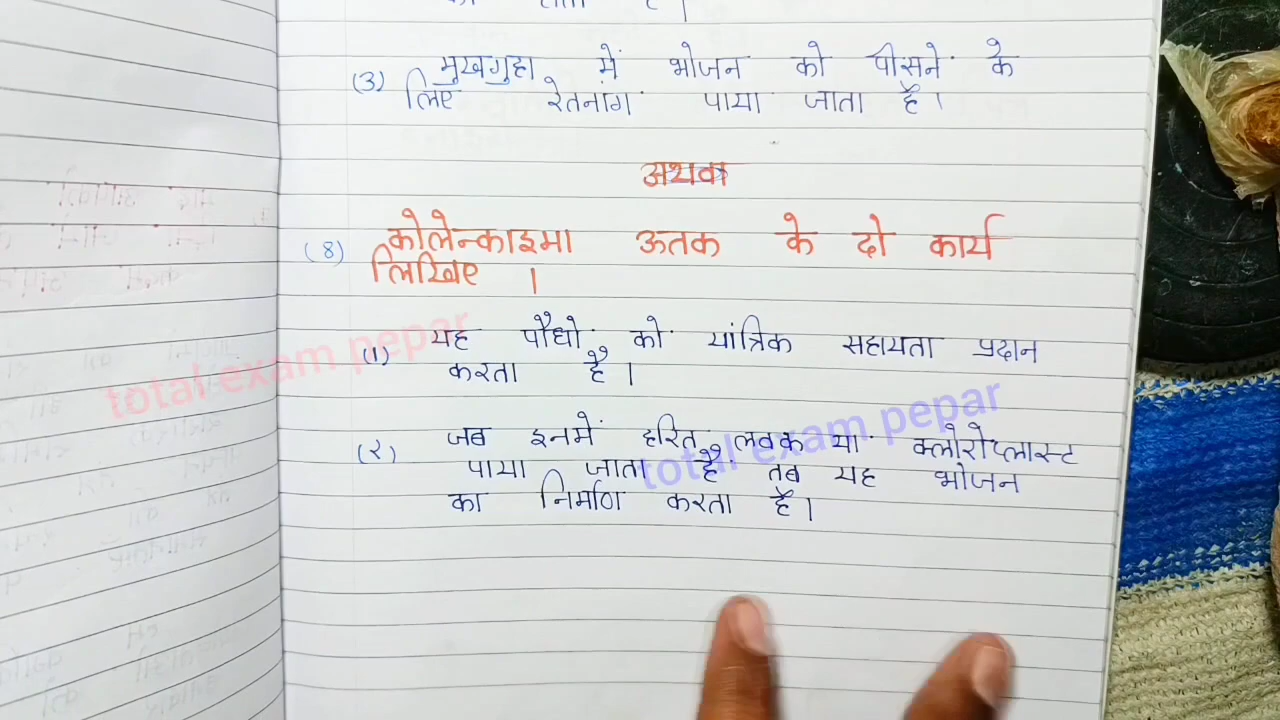 (3) मुखगुहा में भोजन को पीसने के
लिए रेतनांग पाया जाता है।
अथवा
(8) कोलेन्काइमा ऊतक के दो कार्य
लिखिए ।
(1) यह पौधो को यांत्रिक सहायता प्रदान
करता है।
(२) जब इनमें हरित लवक या क्लोरोप्लास्ट
पाया जाता है तब यह भोजन
का निर्माण करता है।
total exam pepar
total exam pepar